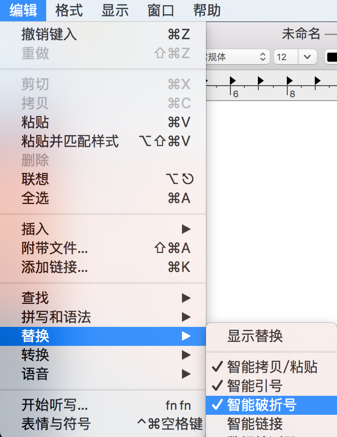 编辑 格式 显示 窗口 帮助
未命名 —
撤销键入 ⌘Z
重做 ⇧⌘Z
规体 12
剪切 ⌘X
拷贝 ⌘C
6 8
粘贴 ⌘V
粘贴并匹配样式 ⌥⇧⌘V
删除
联想 ⌥⎋
全选 ⌘A
插入 ▶
附带文件... ⇧⌘A
添加链接... ⌘K
查找 ▶
拼写和语法 ▶
替换 ▶
显示替换
转换 ▶
语音 ▶
✓ 智能拷贝/粘贴
✓ 智能引号
开始听写... fn fn
✓ 智能破折号
表情与符号 ^⌘空格键
智能链接